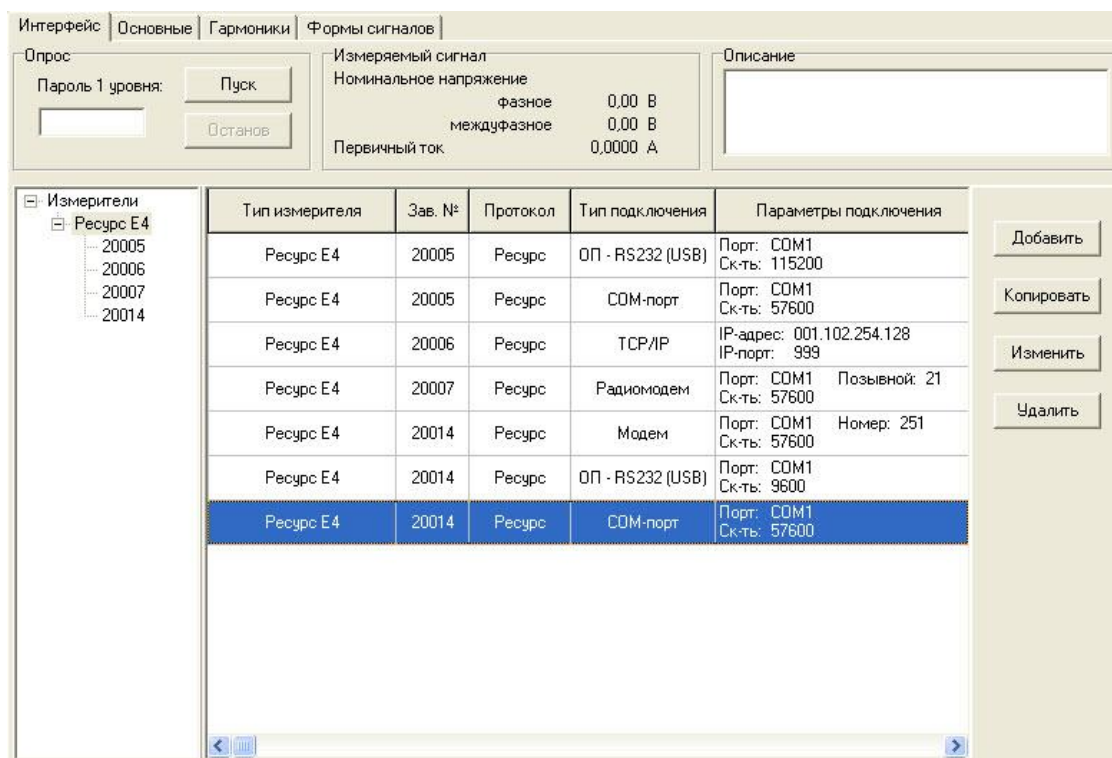 Интерфейс Основные Гармоники Формы сигналов
Опрос
Пароль 1 уровня:
Пуск
Останов
Измеряемый сигнал
Номинальное напряжение
фазное 0,00 В
междуфазное 0,00 В
Первичный ток 0,0000 А
Описание
Измерители
Ресурс Е4
20005
20006
20007
20014
Тип измерителя Зав. № Протокол Тип подключения Параметры подключения
Ресурс Е4 20005 Ресурс ОП - RS232 (USB) Порт: COM1
Ск-ть: 115200
Ресурс Е4 20005 Ресурс COM-порт Порт: COM1
Ск-ть: 57600
Ресурс Е4 20006 Ресурс TCP/IP IP-адрес: 001.102.254.128
IP-порт: 999
Ресурс Е4 20007 Ресурс Радиомодем Порт: COM1 Позывной: 21
Ск-ть: 57600
Ресурс Е4 20014 Ресурс Модем Порт: COM1 Номер: 251
Ск-ть: 57600
Ресурс Е4 20014 Ресурс ОП - RS232 (USB) Порт: COM1
Ск-ть: 9600
Ресурс Е4 20014 Ресурс COM-порт Порт: COM1
Ск-ть: 57600
Добавить
Копировать
Изменить
Удалить